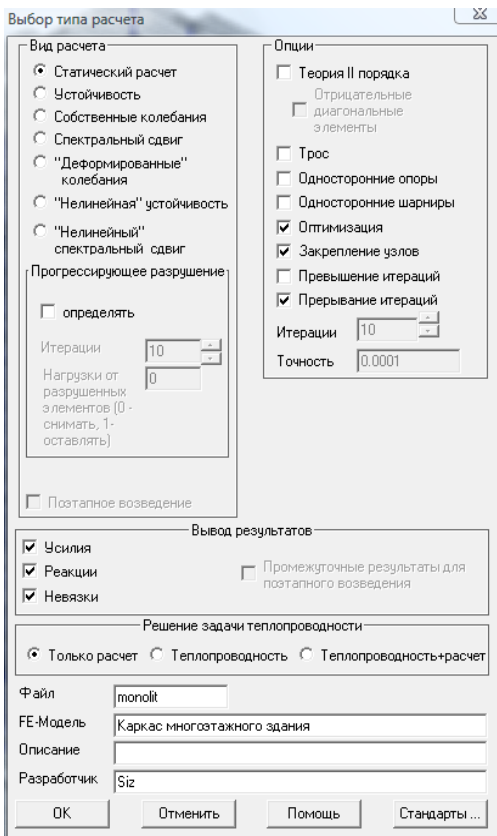 Выбор типа расчета
Вид расчета
Статический расчет
Устойчивость
Собственные колебания
Спектральный сдвиг
"Деформированные"
колебания
"Нелинейная" устойчивость
"Нелинейный"
спектральный сдвиг
Прогрессирующее разрушение
определять
Итерации
10
Нагрузки от
разрушенных
элементов (0 -
снимать, 1-
оставлять)
0
Поэтапное возведение
Опции
Теория II порядка
Отрицательные
диагональные
элементы
Трос
Односторонние опоры
Односторонние шарниры
Оптимизация
Закрепление узлов
Превышение итераций
Прерывание итераций
Итерации
10
Точность
0.0001
Вывод результатов
Усилия
Реакции
Невязки
Промежуточные результаты для
поэтапного возведения
Решение задачи теплопроводности
Только расчет Теплопроводность Теплопроводность+расчет
Файл monolit
FE-Модель Каркас многоэтажного здания
Описание
Разработчик Siz
OK Отменить Помощь Стандарты ...